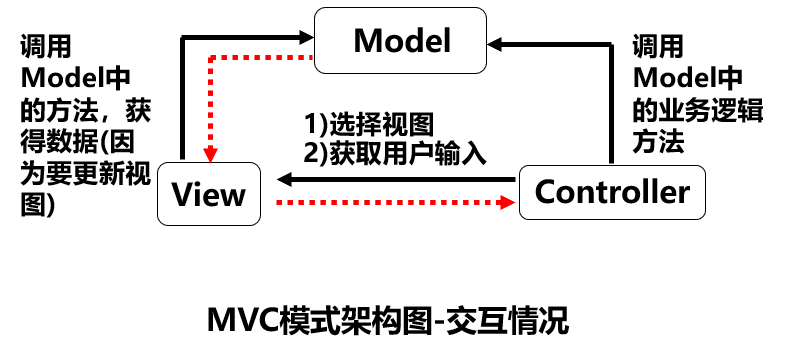 Model
调用
Model中
的方法，获
得数据(因
为要更新视
图)
调用
Model中
的业务逻辑
方法
1)选择视图
2)获取用户输入
View
Controller
MVC模式架构图-交互情况